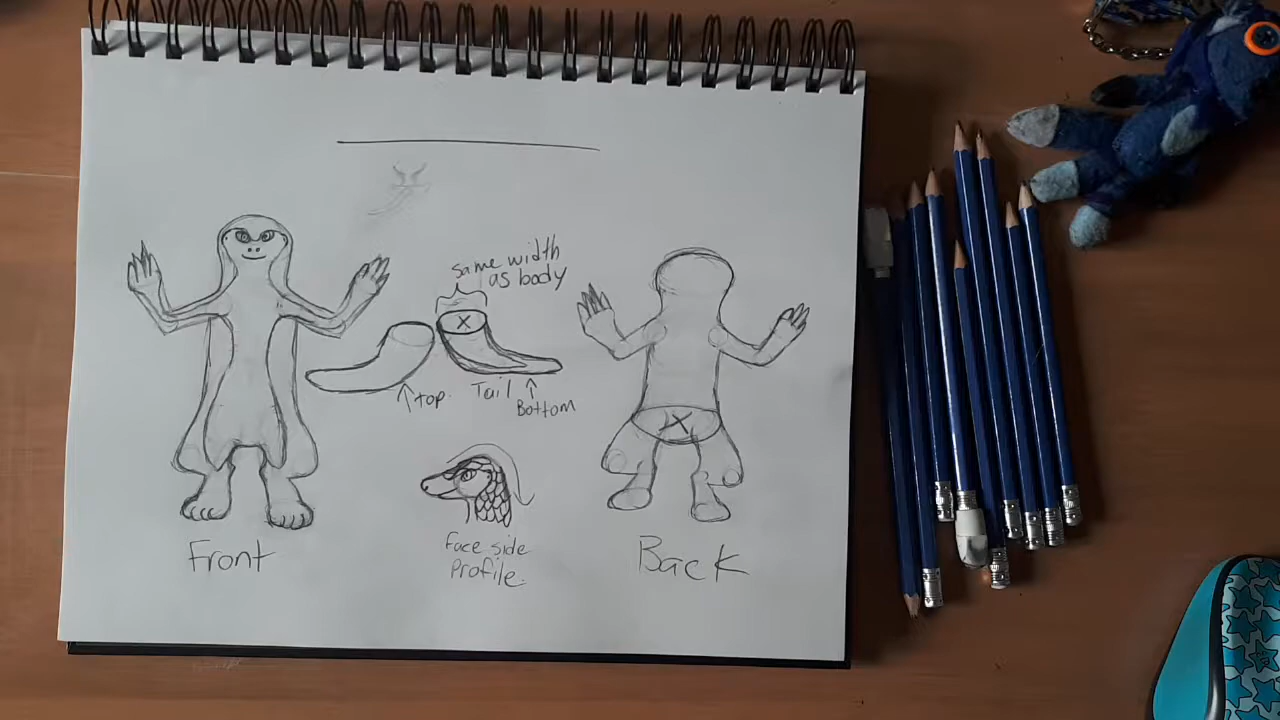 same width
as body
X
top.
Tail
Bottom
X
Face side
Profile.
Front
Back